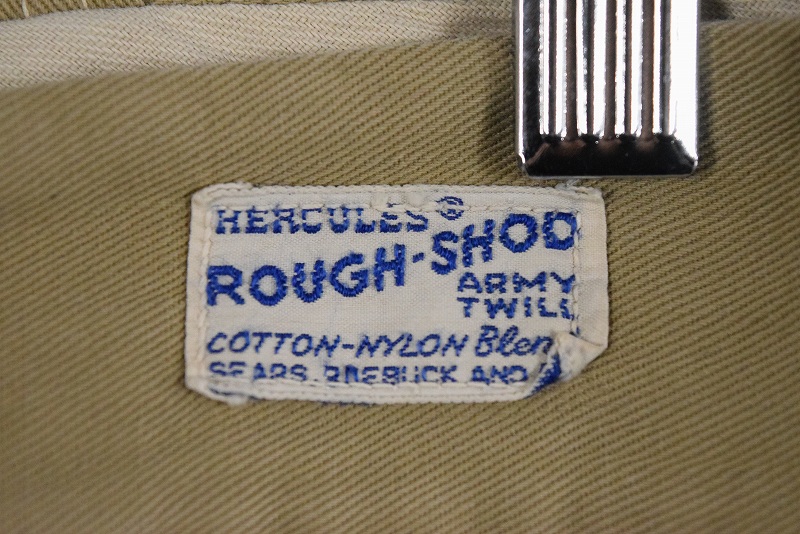 HERCULES®
ROUGH-SHOD
ARMY
TWILL
COTTON-NYLON Blen
SEARS, ROEBUCK AND